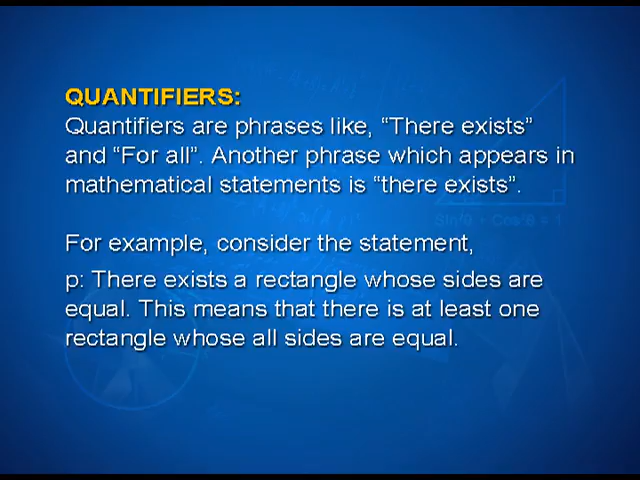 QUANTIFIERS:
Quantifiers are phrases like, “There exists”
and “For all”. Another phrase which appears in
mathematical statements is “there exists”.
For example, consider the statement,
p: There exists a rectangle whose sides are
equal. This means that there is at least one
rectangle whose all sides are equal.